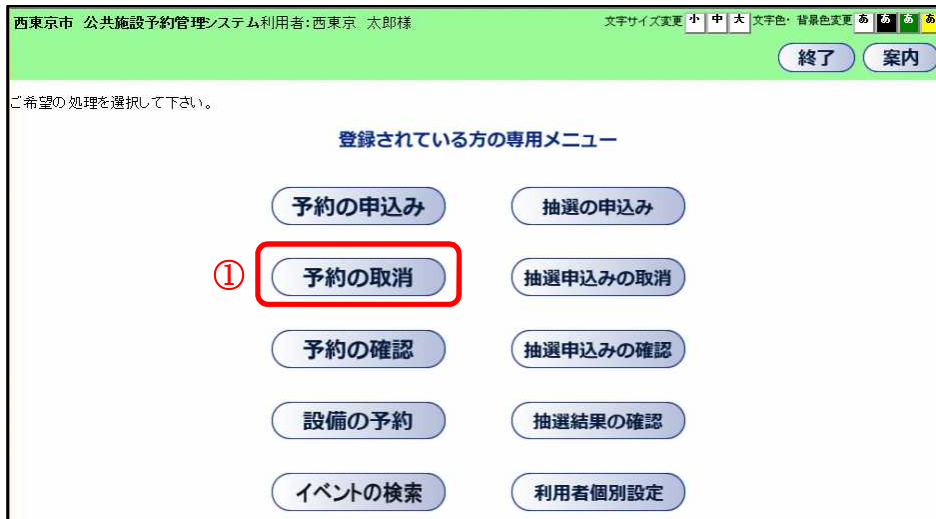 西東京市 公共施設予約管理システム利用者:西東京 太郎様 文字サイズ変更 小 中 大 文字色・背景色変更 あ あ あ あ
終了 案内
ご希望の処理を選択して下さい。
登録されている方の専用メニュー
予約の申込み 抽選の申込み
① 予約の取消 抽選申込みの取消
予約の確認 抽選申込みの確認
設備の予約 抽選結果の確認
イベントの検索 利用者個別設定